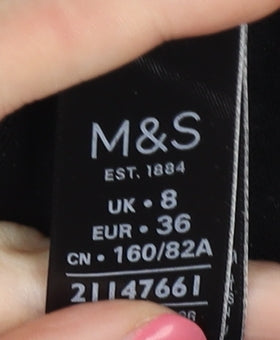 M&S
EST. 1884
UK • 8
EUR • 36
CN • 160/82A
21147661